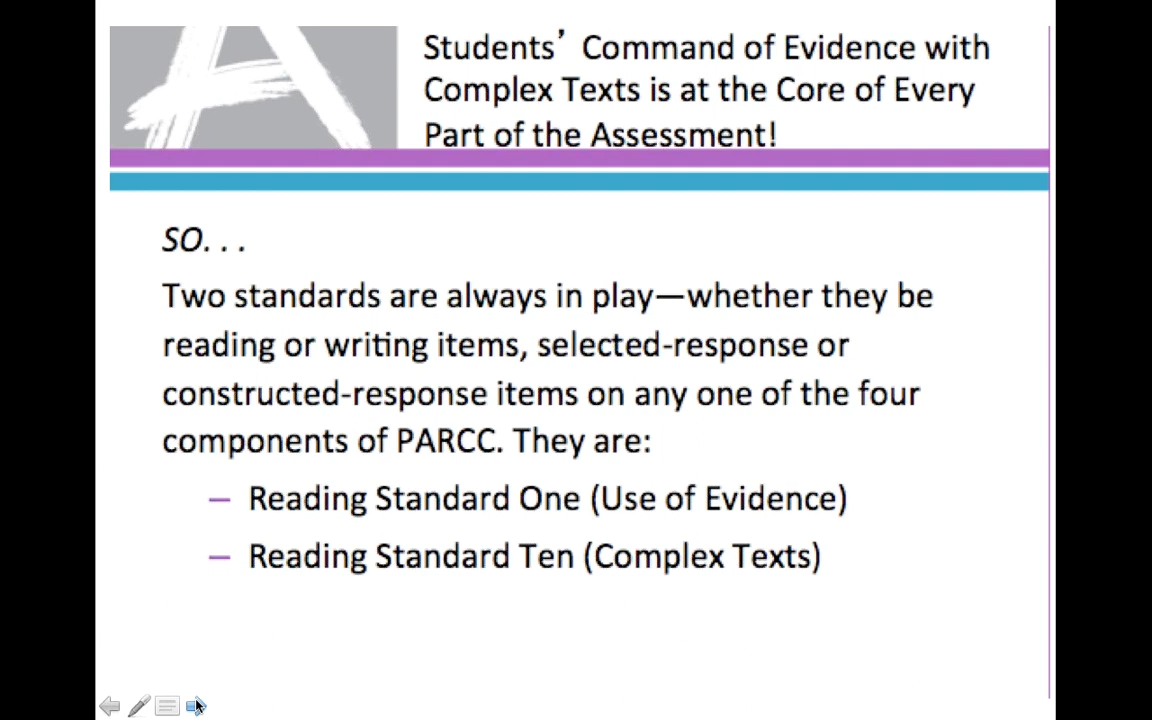 Students’ Command of Evidence with
Complex Texts is at the Core of Every
Part of the Assessment!
SO. . .
Two standards are always in play—whether they be
reading or writing items, selected-response or
constructed-response items on any one of the four
components of PARCC. They are:
– Reading Standard One (Use of Evidence)
– Reading Standard Ten (Complex Texts)